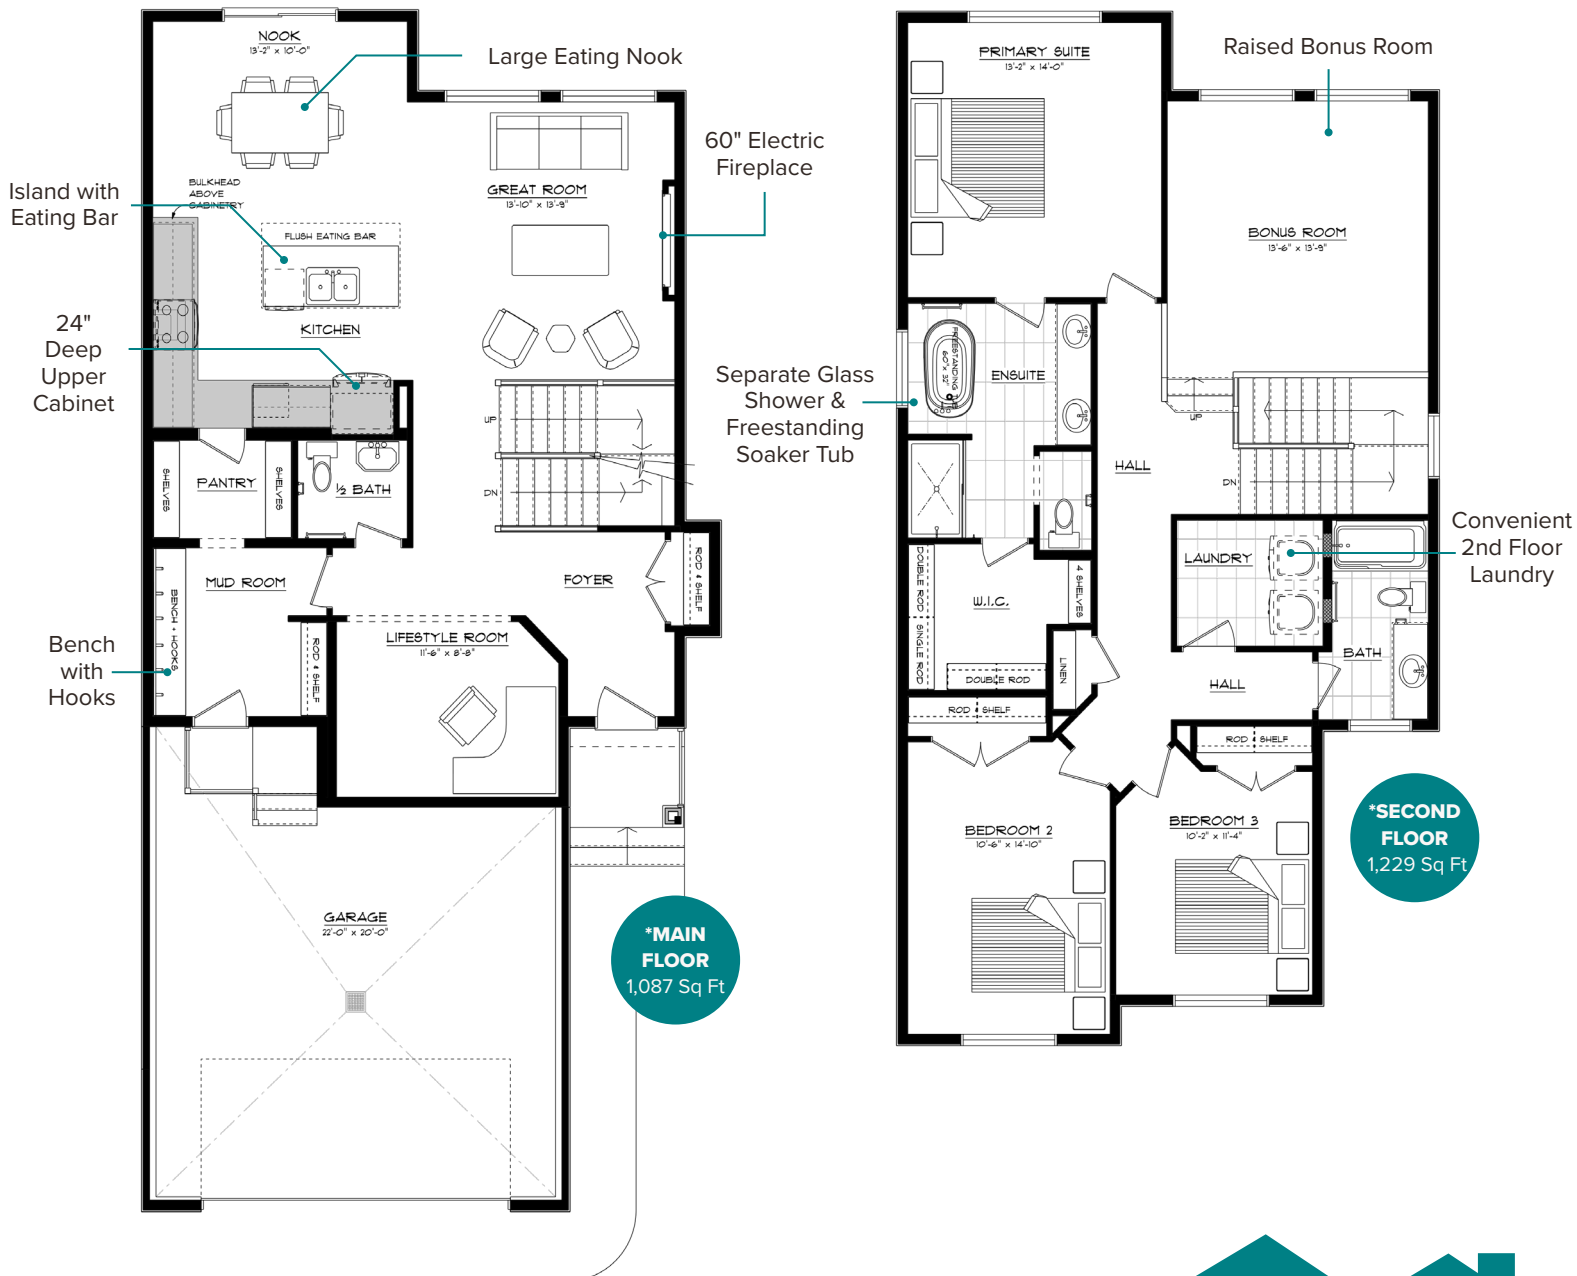 NOOK
13'-2" x 10'-0"
Large Eating Nook
60" Electric
Fireplace
Island with
Eating Bar
BULKHEAD
ABOVE
CABINETRY
GREAT ROOM
13'-10" x 13'-9"
FLUSH EATING BAR
KITCHEN
24"
Deep
Upper
Cabinet
UP
DN
SHELVES
PANTRY
SHELVES
½ BATH
MUD ROOM
BENCH + HOOKS
ROD & SHELF
FOYER
ROD & SHELF
LIFESTYLE ROOM
11'-6" x 8'-8"
Bench
with
Hooks
GARAGE
22'-0" x 20'-0"
*MAIN
FLOOR
1,087 Sq Ft
PRIMARY SUITE
13'-2" x 14'-0"
Raised Bonus Room
BONUS ROOM
13'-6" x 13'-9"
FREESTANDING TUB
60" x 32"
ENSUITE
Separate Glass
Shower &
Freestanding
Soaker Tub
UP
HALL
DN
LAUNDRY
Convenient
2nd Floor
Laundry
DOUBLE ROD
SINGLE ROD
W.I.C.
4 SHELVES
DOUBLE ROD
LINEN
BATH
HALL
ROD & SHELF
ROD & SHELF
BEDROOM 2
10'-6" x 14'-10"
BEDROOM 3
10'-2" x 11'-4"
*SECOND
FLOOR
1,229 Sq Ft